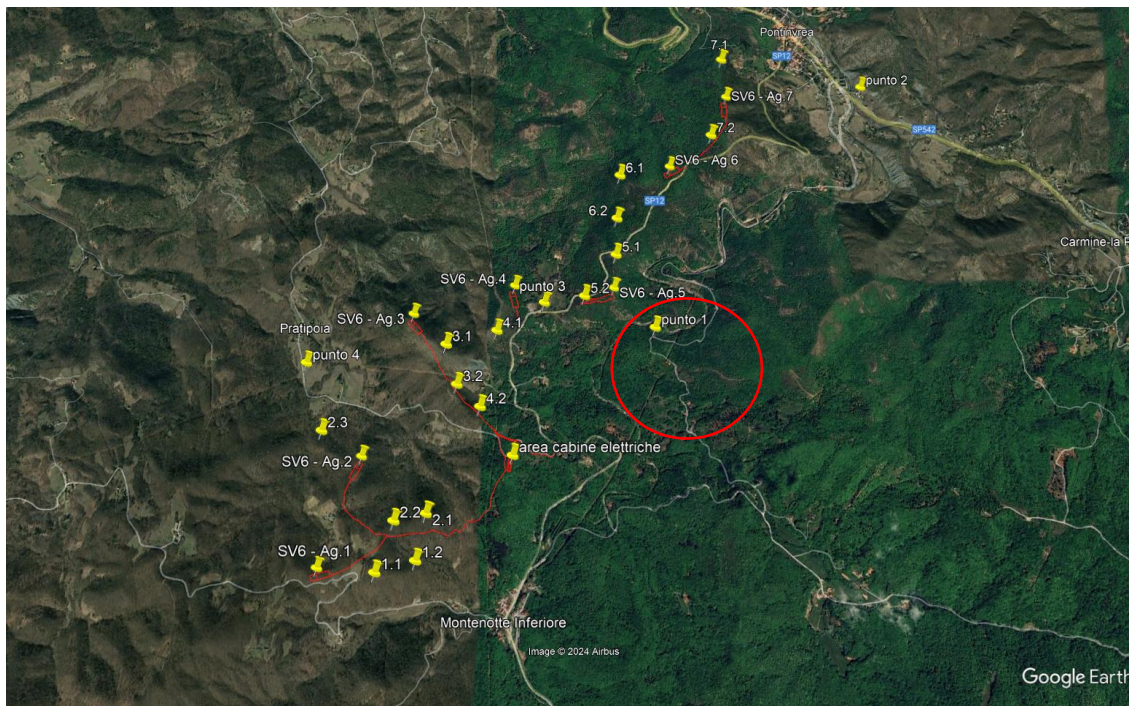 Pontinvrea
7.1
SP12
punto 2
SV6 - Ag.7
SP542
7.2
SV6 - Ag.6
6.1
SP12
6.2
5.1
Carmine-la R
SV6 - Ag.4
punto 3
5.2
SV6 - Ag.5
SV6 - Ag.3
4.1
punto 1
Pratipoia
3.1
punto 4
3.2
4.2
2.3
area cabine elettriche
SV6 - Ag.2
2.2
2.1
SV6 - Ag.1
1.2
1.1
Montenotte Inferiore
Image © 2024 Airbus
Google Earth